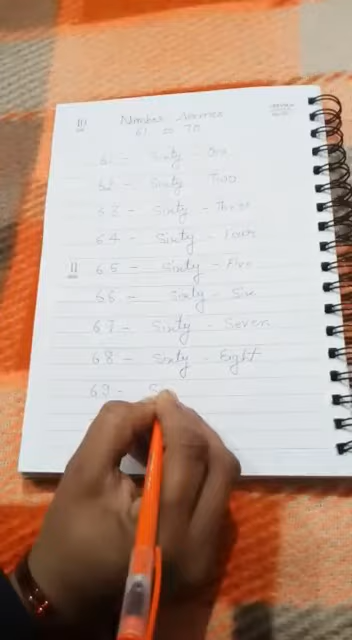 Number Names
61 to 70
61 - Sixty - One
62 - Sixty Two
63 - Sixty - Three
64 - Sixty - Four
65 - Sixty - Five
66 - Sixty - Six
67 - Sixty - Seven
68 - Sixty - Eight
69 - S